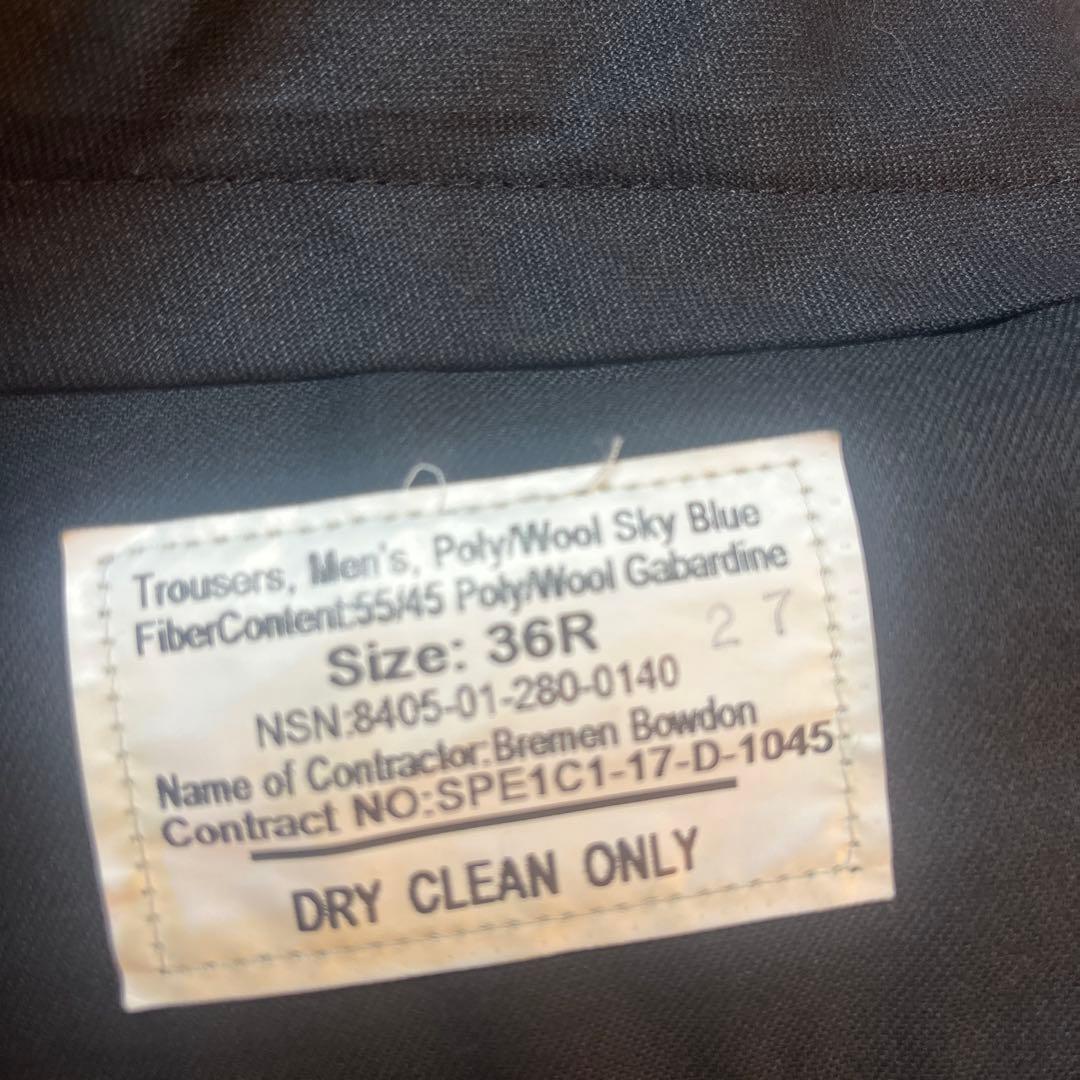 Trousers, Men's, Poly/Wool Sky Blue
FiberContent:55/45 Poly/Wool Gabardine
Size: 36R 27
NSN:8405-01-280-0140
Name of Contractor:Bremen Bowdon
Contract NO:SPE1C1-17-D-1045
DRY CLEAN ONLY